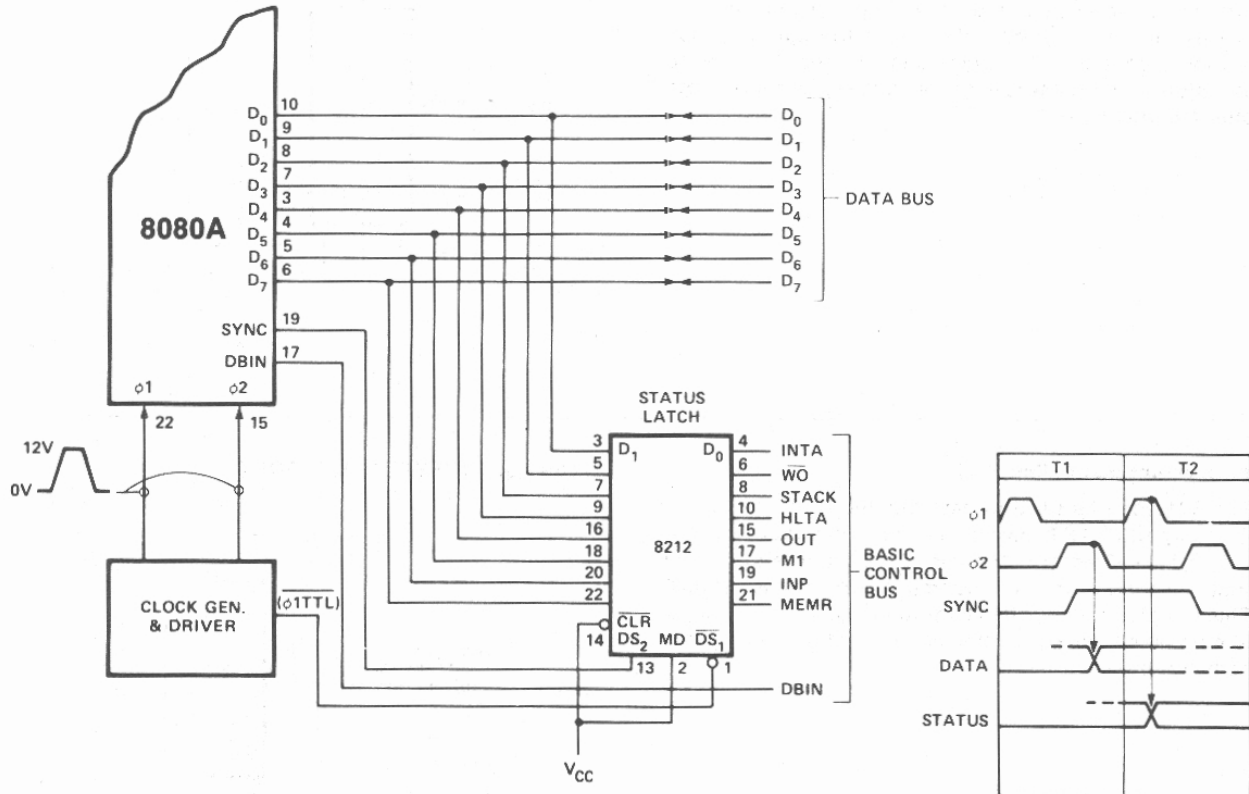 10
D0 D0
9
D1 D1
8
D2 D2
7
D3 D3
3
D4 D4
4
D5 D5
5
D6 D6
6
D7 D7
DATA BUS
8080A
SYNC 19
DBIN 17
φ1 φ2
22 15
12V
0V
CLOCK GEN.
& DRIVER
(φ1TTL)
STATUS
LATCH
3 D1 D0 4 INTA
5 6 WO
7 8 STACK
9 10 HLTA
16 15 OUT
18 17 M1
20 19 INP
22 21 MEMR
8212
CLR
14 DS2 MD DS1
13 2 1
DBIN
BASIC
CONTROL
BUS
VCC
T1 T2
φ1
φ2
SYNC
DATA
STATUS